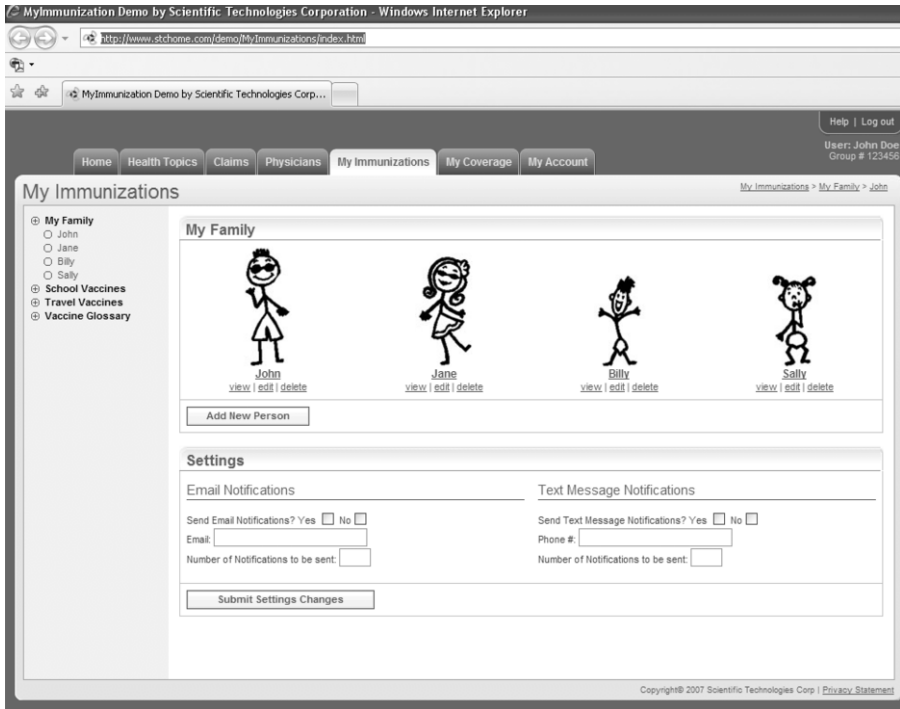 MyImmunization Demo by Scientific Technologies Corporation - Windows Internet Explorer
http://www.stchome.com/demo/MyImmunizations/index.html
MyImmunization Demo by Scientific Technologies Corp...
Help | Log out
User: John Doe
Group # 123456
Home Health Topics Claims Physicians My Immunizations My Coverage My Account
My Immunizations
My Immunizations > My Family > John
My Family
John
Jane
Billy
Sally
School Vaccines
Travel Vaccines
Vaccine Glossary
My Family
John Jane Billy Sally
view | edit | delete view | edit | delete view | edit | delete view | edit | delete
Add New Person
Settings
Email Notifications
Send Email Notifications? Yes No
Email:
Number of Notifications to be sent:
Text Message Notifications
Send Text Message Notifications? Yes No
Phone #:
Number of Notifications to be sent:
Submit Settings Changes
Copyright© 2007 Scientific Technologies Corp | Privacy Statement